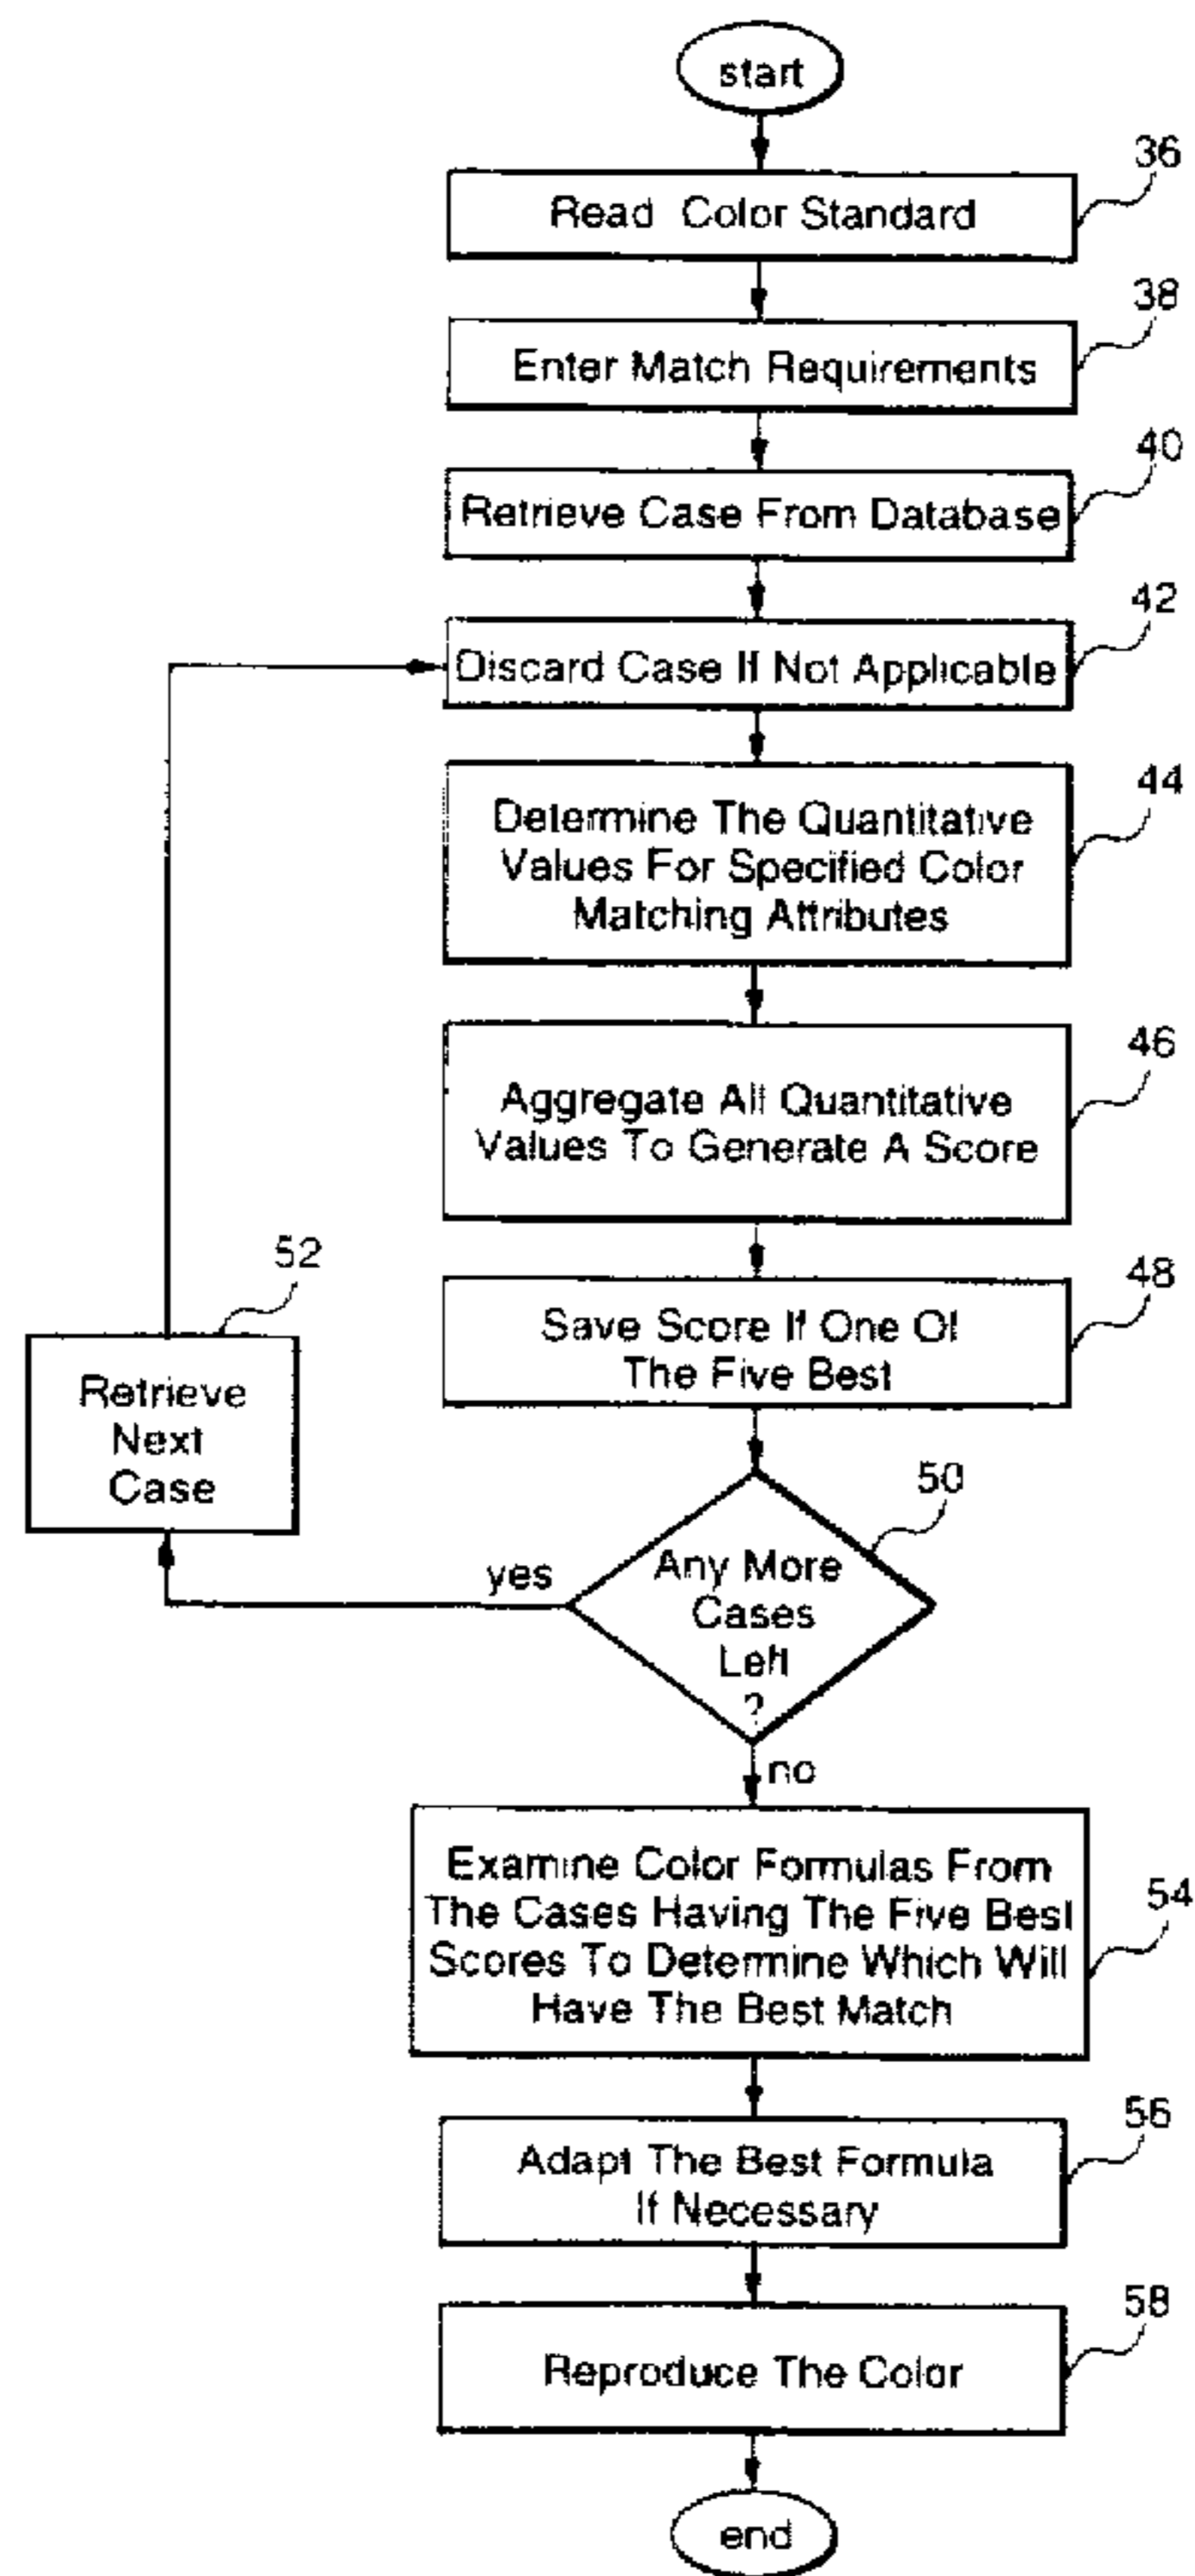 start
36
Read Color Standard
38
Enter Match Requirements
40
Retrieve Case From Database
42
Discard Case If Not Applicable
44
Determine The Quantitative
Values For Specified Color
Matching Attributes
46
Aggregate All Quantitative
Values To Generate A Score
48
Save Score If One Of
The Five Best
52
Retrieve
Next
Case
50
Any More
Cases
Left
?
yes
no
54
Examine Color Formulas From
The Cases Having The Five Best
Scores To Determine Which Will
Have The Best Match
56
Adapt The Best Formula
If Necessary
58
Reproduce The Color
end